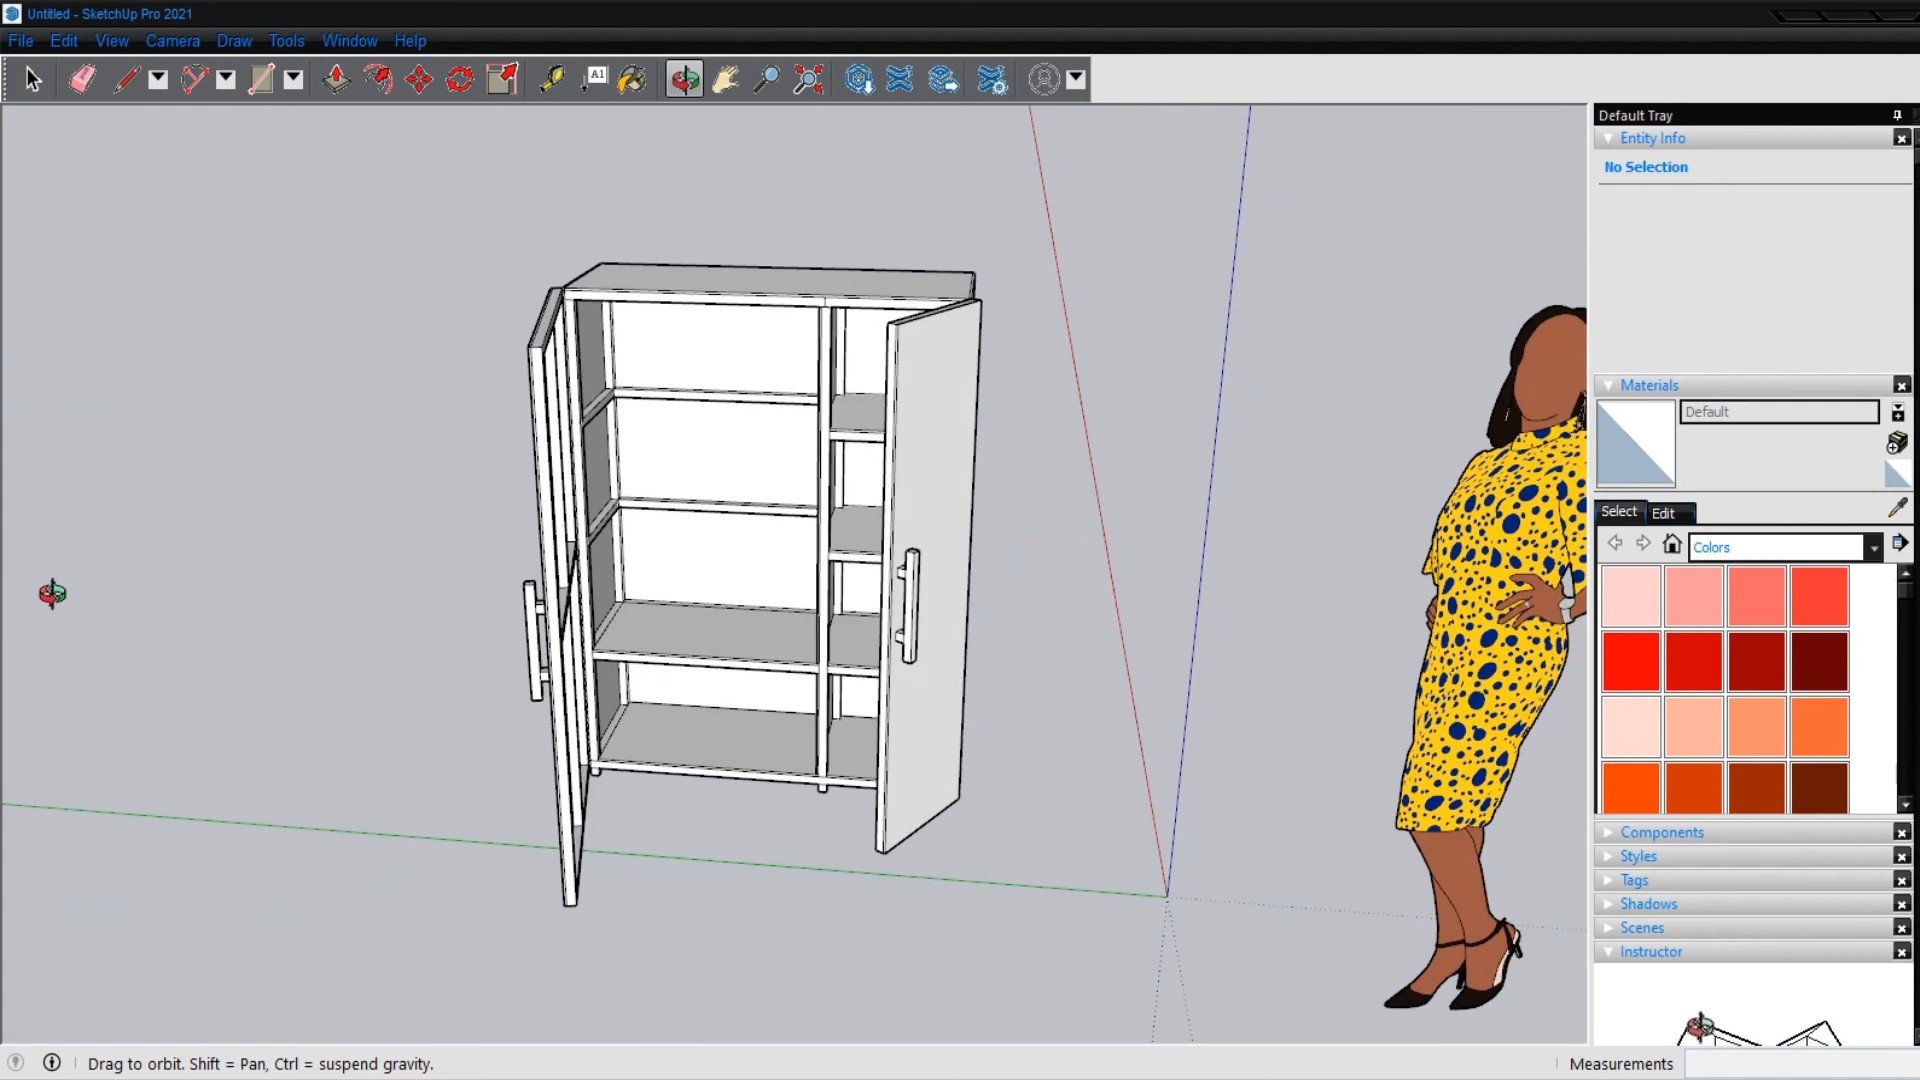 Untitled - SketchUp Pro 2021
File Edit View Camera Draw Tools Window Help
A1
Default Tray
Entity Info
No Selection
Materials
Default
Select Edit
Colors
Components
Styles
Tags
Shadows
Scenes
Instructor
Drag to orbit. Shift = Pan, Ctrl = suspend gravity.
Measurements